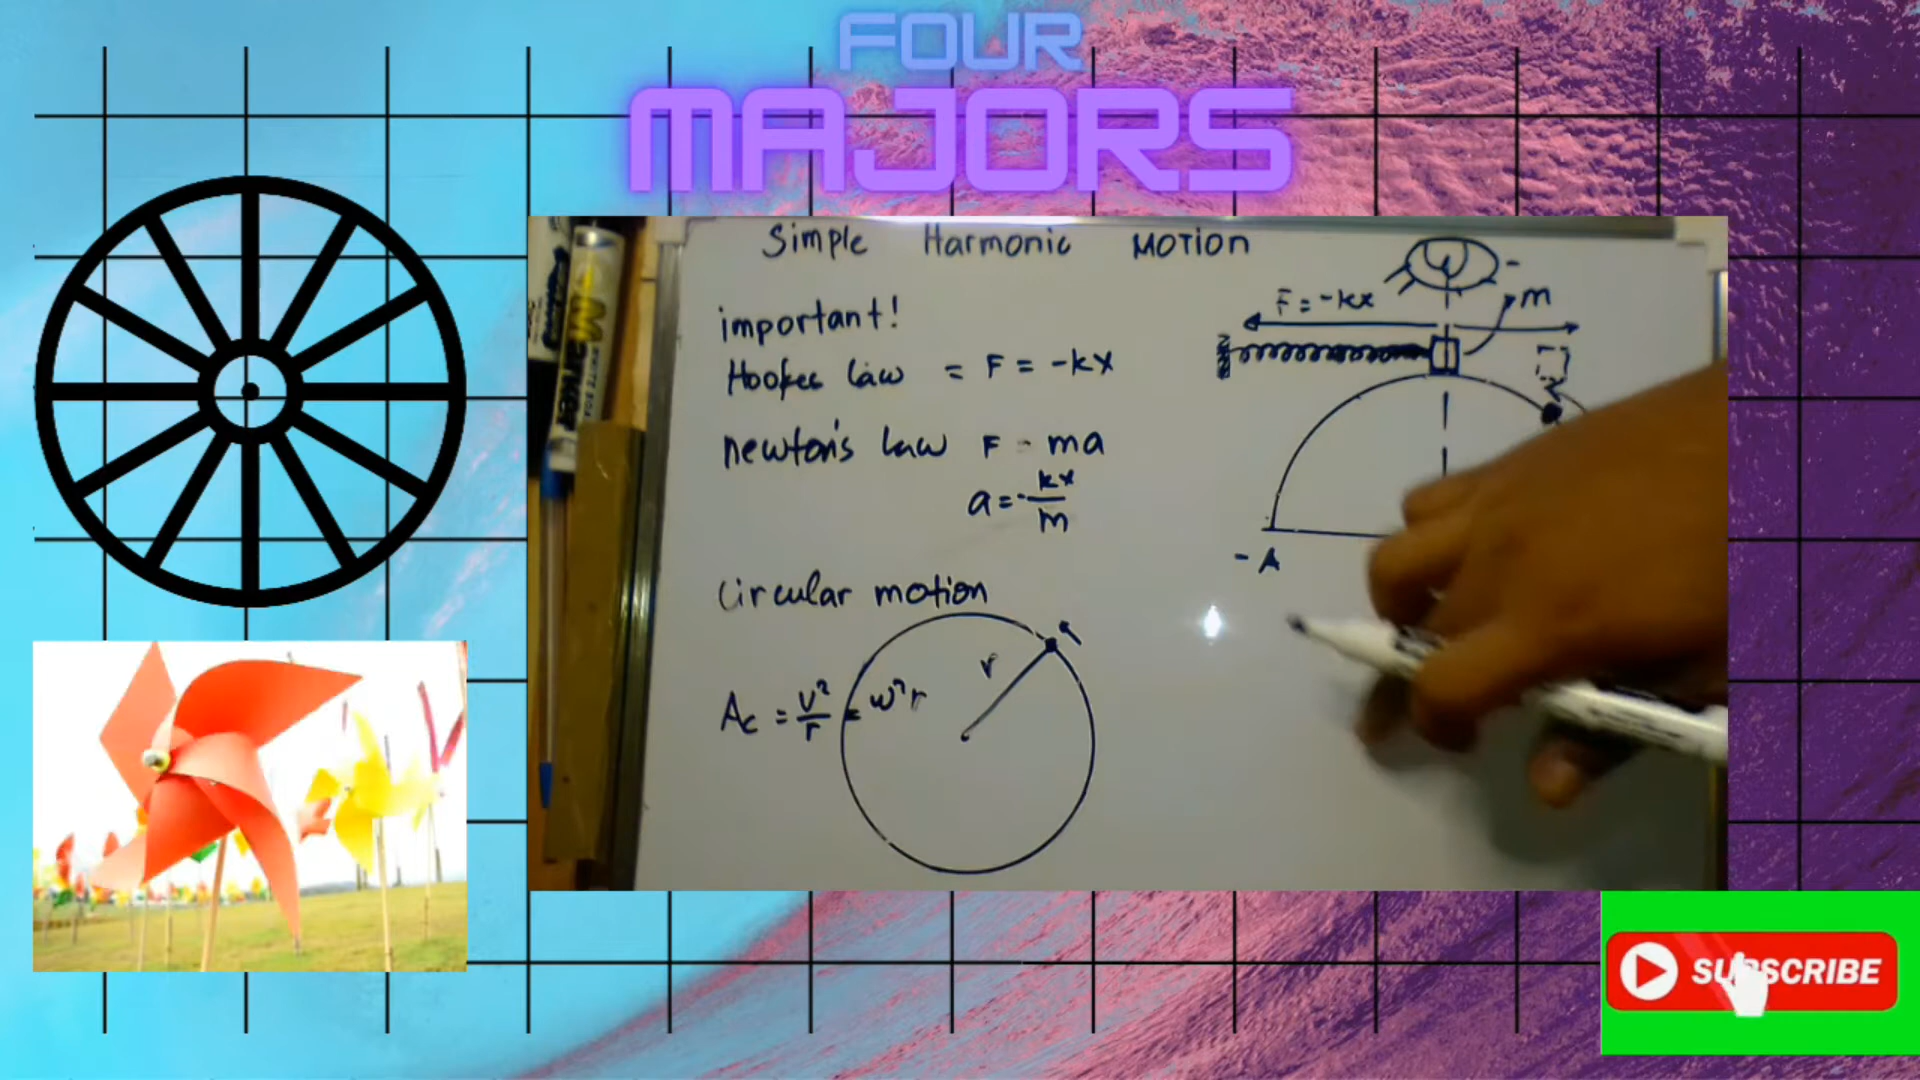 FOUR
MAJORS
Simple Harmonic MOTION
important!
Hookes Law = F = -kx
newton's law F = ma
a = - kx
m
circular motion
r
Ac = v² = w²r
r
-
m
F = -kx
- A
Marker
SUBSCRIBE